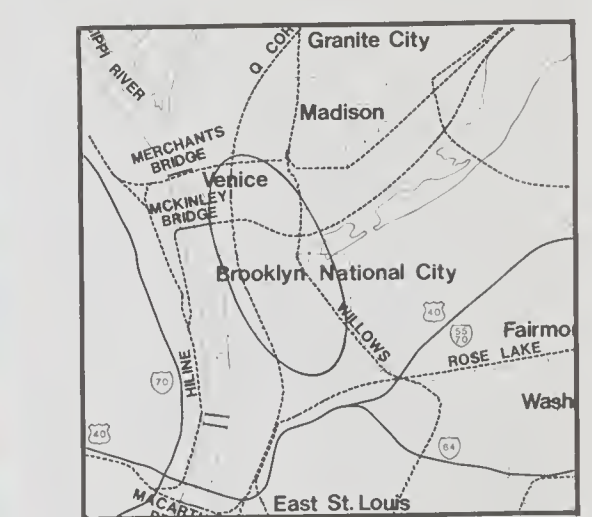 Granite City
RIVER
Madison
MERCHANTS
BRIDGE
Venice
MCKINLEY
BRIDGE
Brooklyn National City
40
WILLOWS
55
70
ROSE LAKE
HILINE
70
40
64
East St. Louis